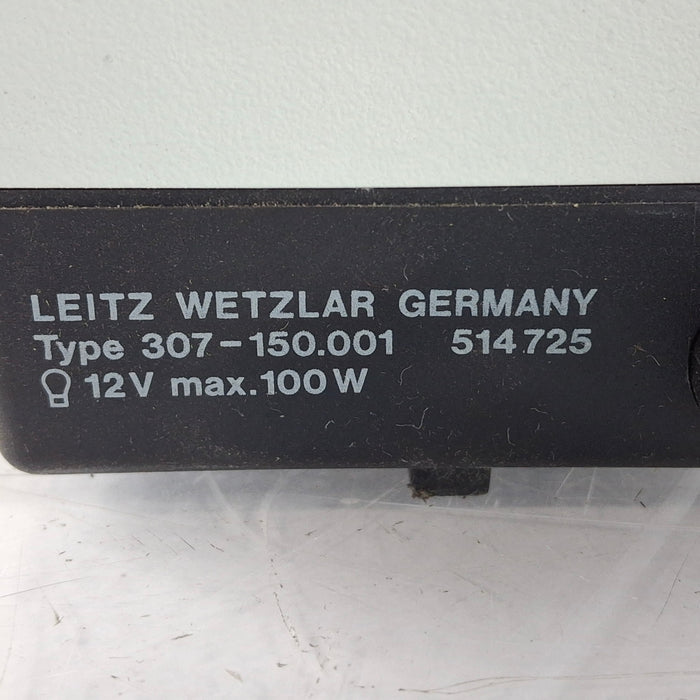 LEITZ WETZLAR GERMANY
Type 307-150.001 514725
12V max.100W